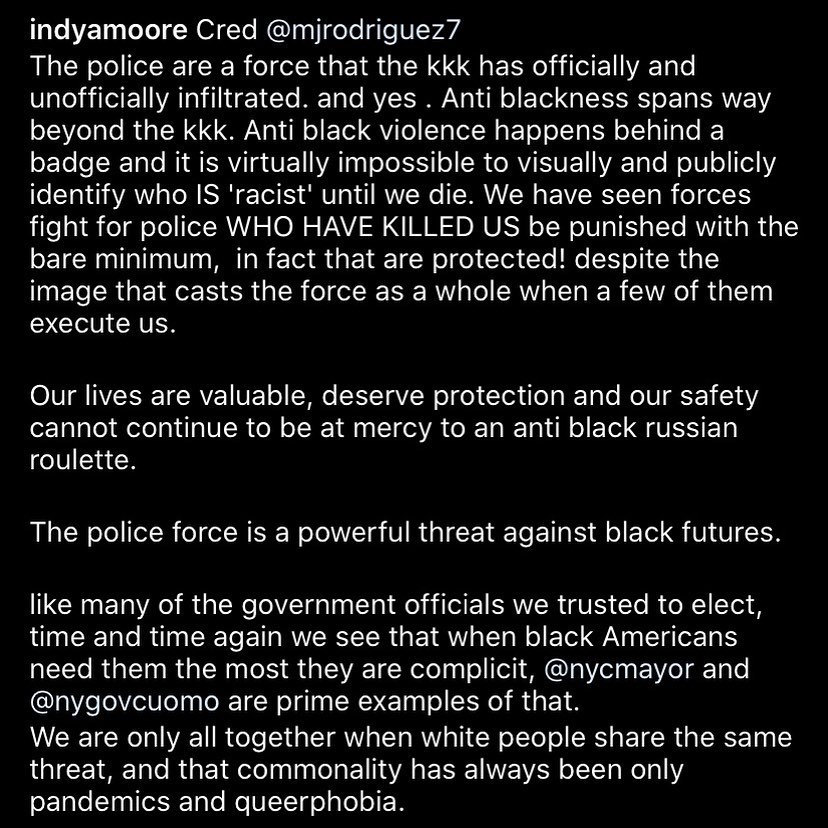 indyamoore Cred @mjrodriguez7
The police are a force that the kkk has officially and
unofficially infiltrated. and yes . Anti blackness spans way
beyond the kkk. Anti black violence happens behind a
badge and it is virtually impossible to visually and publicly
identify who IS 'racist' until we die. We have seen forces
fight for police WHO HAVE KILLED US be punished with the
bare minimum,  in fact that are protected! despite the
image that casts the force as a whole when a few of them
execute us.

Our lives are valuable, deserve protection and our safety
cannot continue to be at mercy to an anti black russian
roulette.

The police force is a powerful threat against black futures.

like many of the government officials we trusted to elect,
time and time again we see that when black Americans
need them the most they are complicit, @nycmayor and
@nygovcuomo are prime examples of that.
We are only all together when white people share the same
threat, and that commonality has always been only
pandemics and queerphobia.